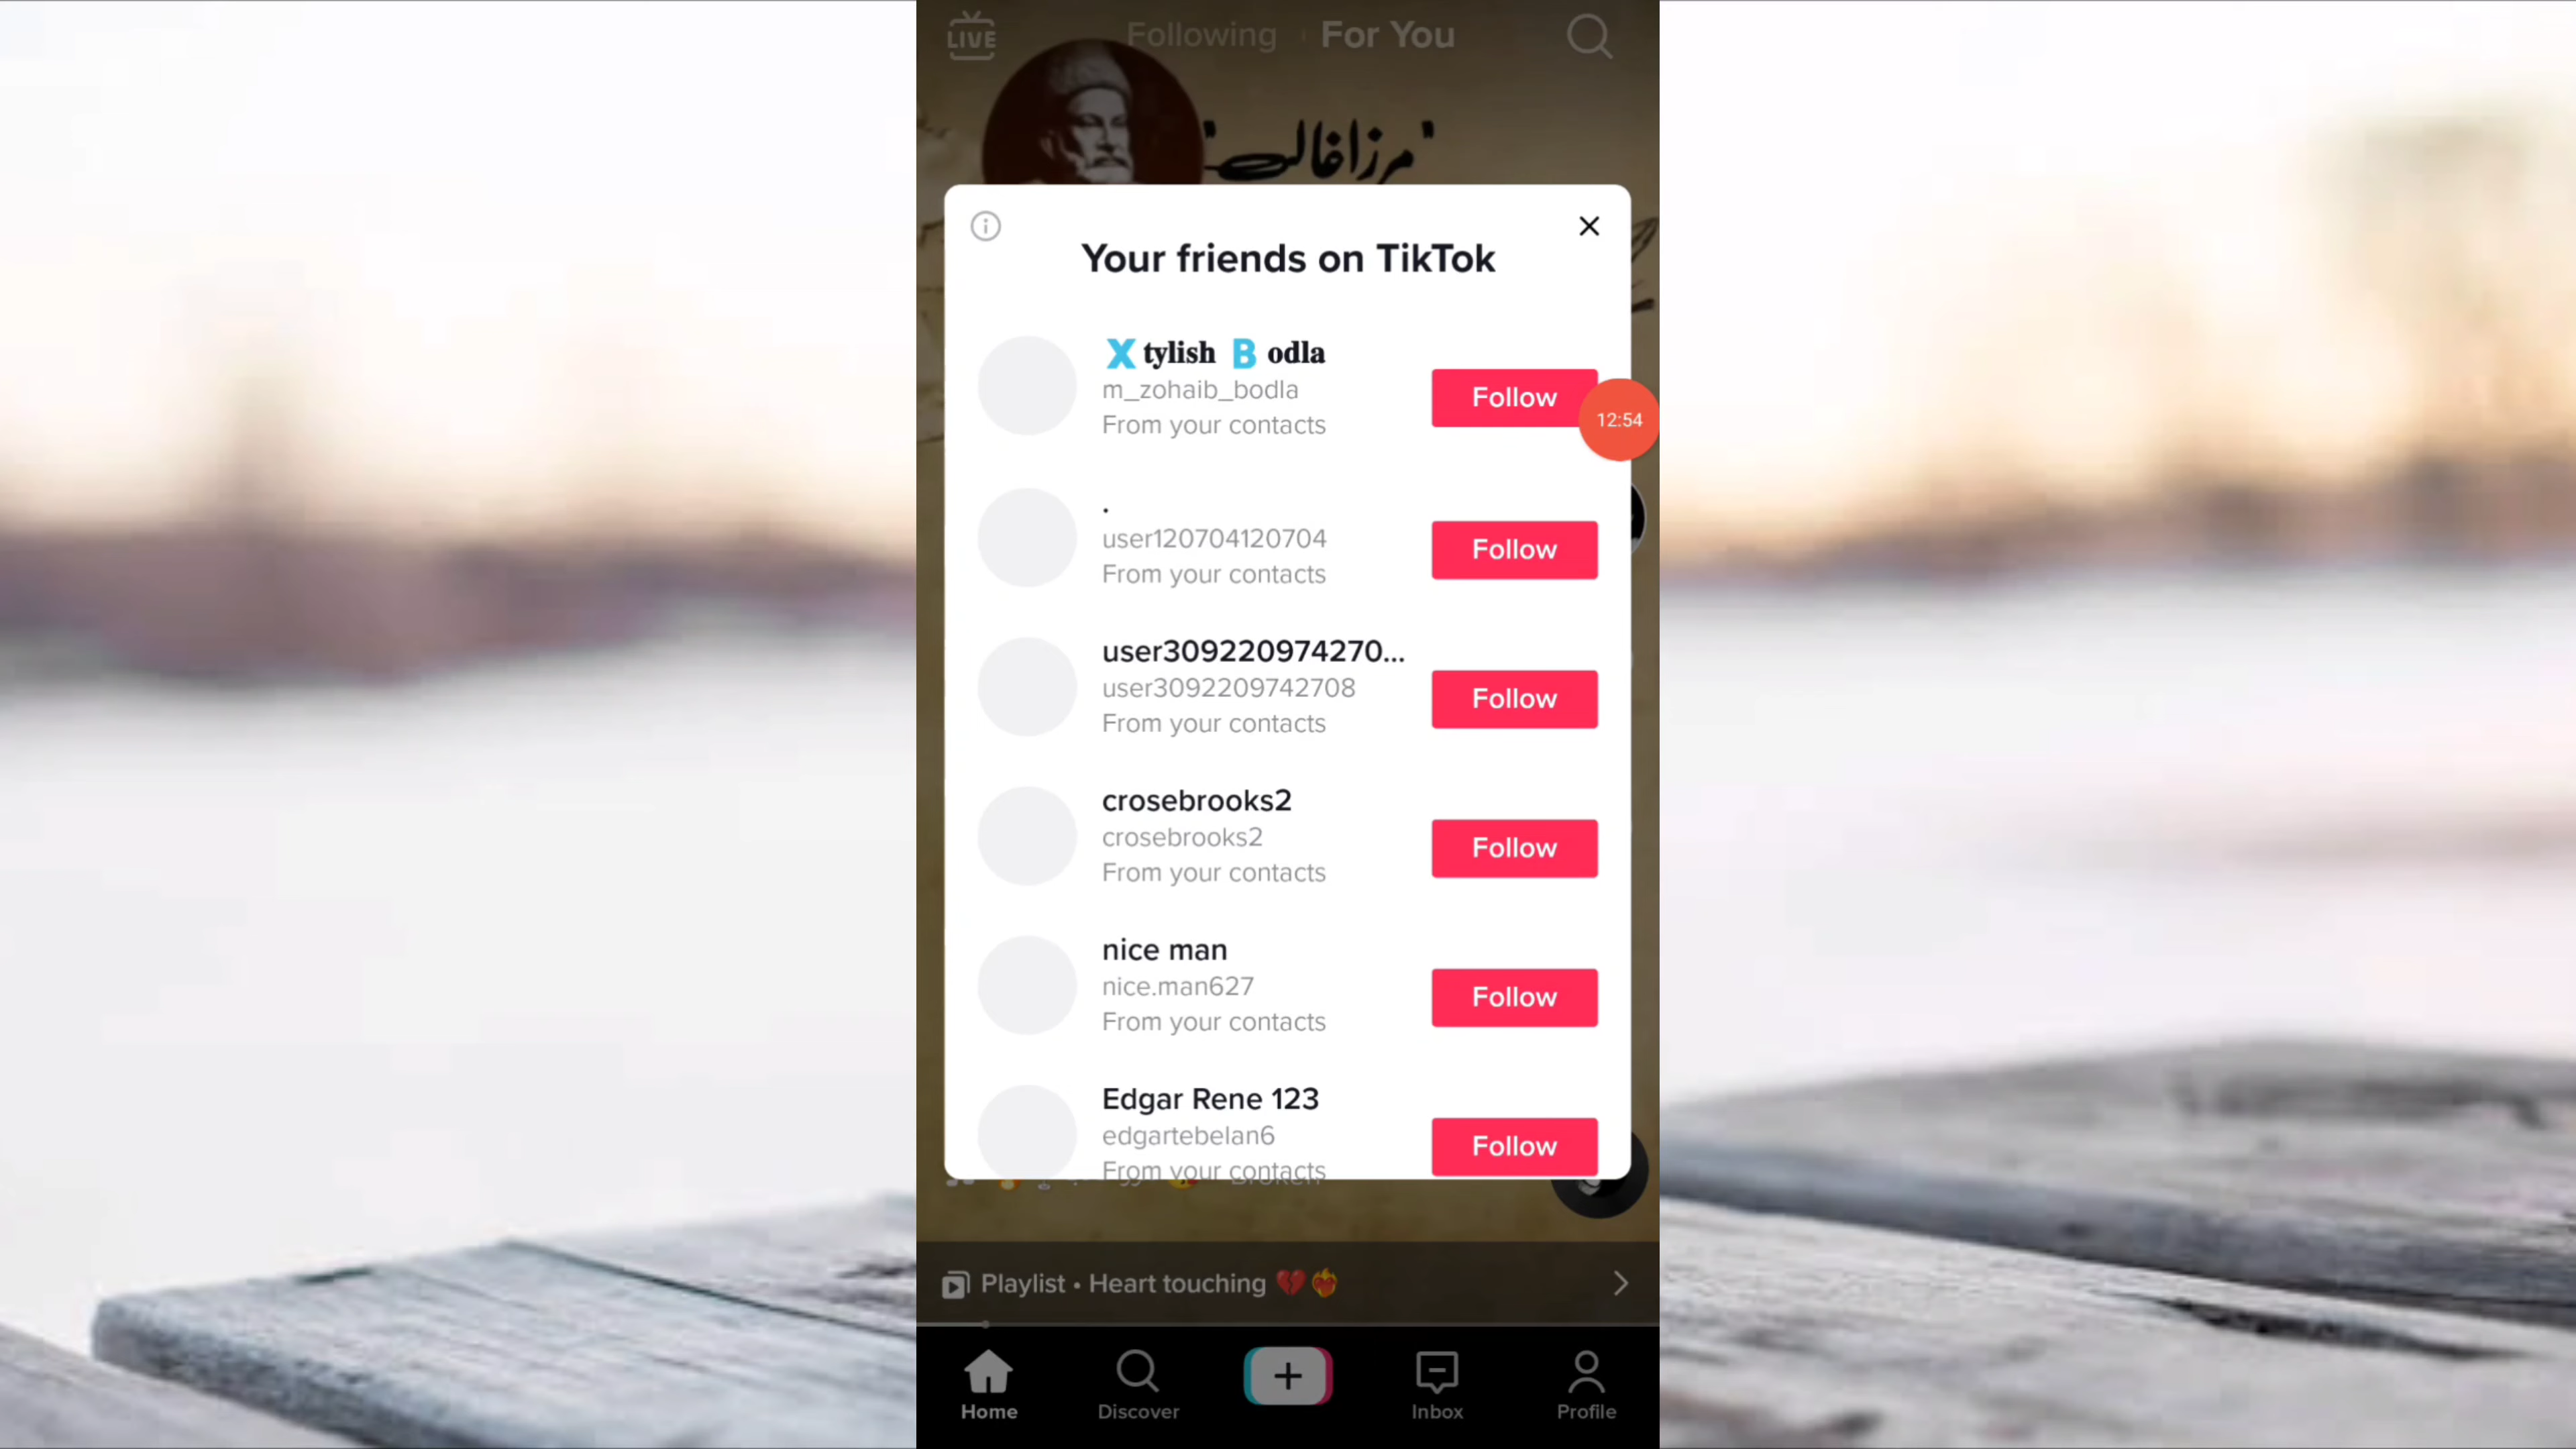 LIVE
Following
For You
"مرزا غالب"
Your friends on TikTok
X tylish B odla
m_zohaib_bodla
From your contacts
Follow
12:54
.
user120704120704
From your contacts
Follow
user309220974270...
user3092209742708
From your contacts
Follow
crosebrooks2
crosebrooks2
From your contacts
Follow
nice man
nice.man627
From your contacts
Follow
Edgar Rene 123
edgartebelan6
From your contacts
Follow
Playlist • Heart touching 💔❤️‍🔥
Home
Discover
Inbox
Profile